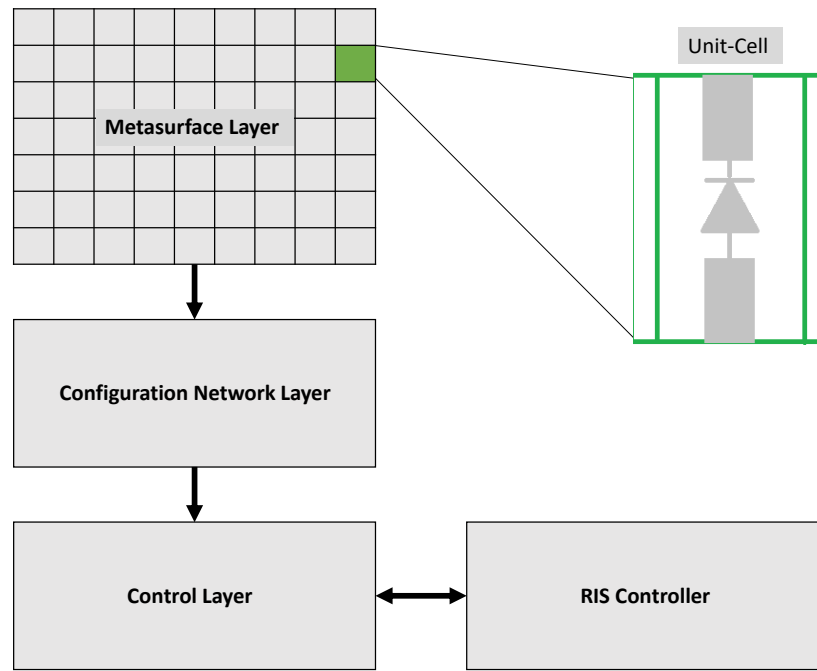 Unit-Cell
Metasurface Layer
Configuration Network Layer
Control Layer
RIS Controller